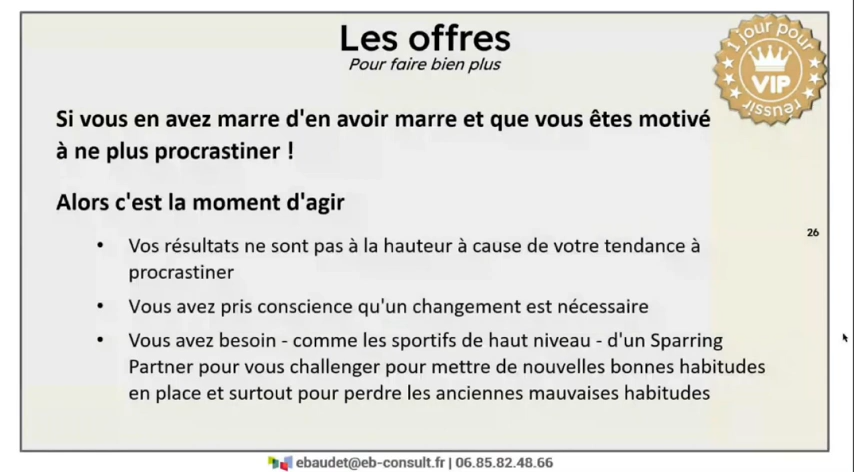 Les offres
Pour faire bien plus
1 jour pour
VIP
réussir
Si vous en avez marre d'en avoir marre et que vous êtes motivé
à ne plus procrastiner !
Alors c'est la moment d'agir
26
• Vos résultats ne sont pas à la hauteur à cause de votre tendance à
procrastiner
• Vous avez pris conscience qu'un changement est nécessaire
• Vous avez besoin - comme les sportifs de haut niveau - d'un Sparring
Partner pour vous challenger pour mettre de nouvelles bonnes habitudes
en place et surtout pour perdre les anciennes mauvaises habitudes
ebaudet@eb-consult.fr | 06.85.82.48.66